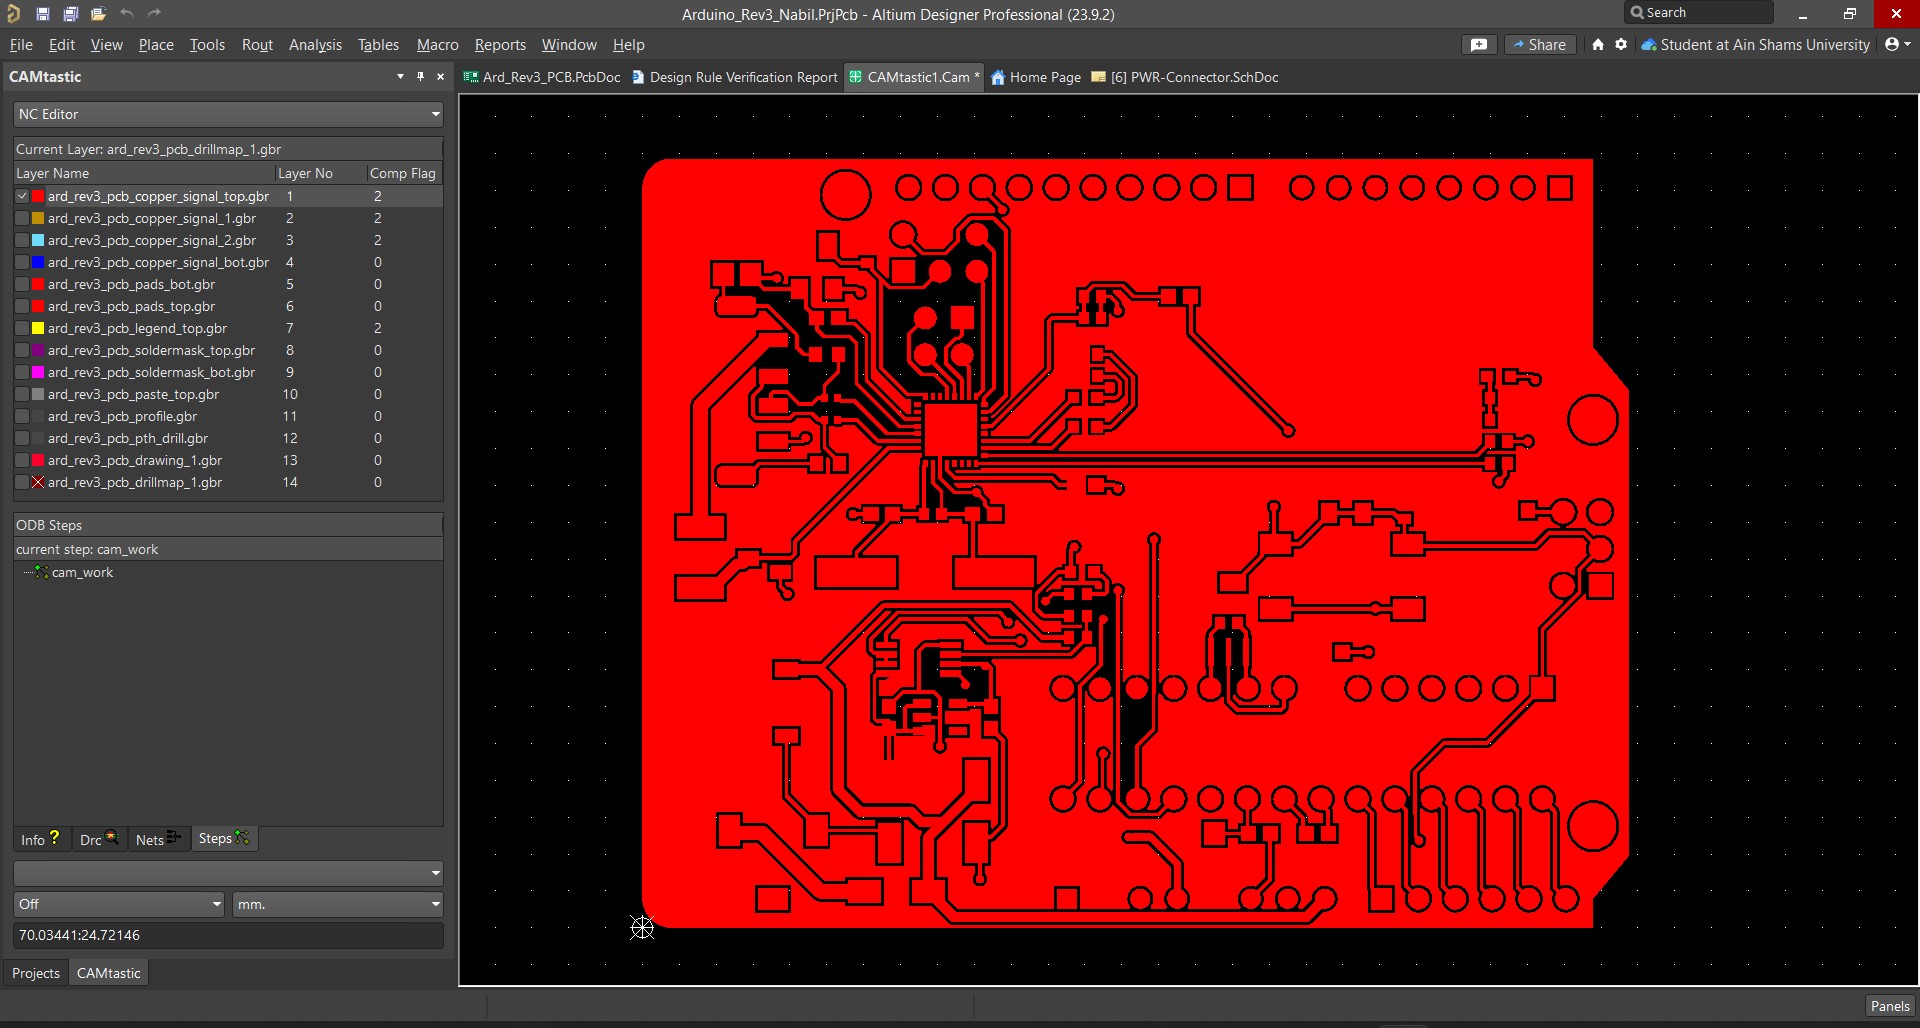 Arduino_Rev3_Nabil.PrjPcb - Altium Designer Professional (23.9.2)
Search
File Edit View Place Tools Rout Analysis Tables Macro Reports Window Help
Share
Student at Ain Shams University
CAMtastic
Ard_Rev3_PCB.PcbDoc Design Rule Verification Report CAMtastic1.Cam * Home Page [6] PWR-Connector.SchDoc
NC Editor
Current Layer: ard_rev3_pcb_drillmap_1.gbr
Layer Name Layer No Comp Flag
ard_rev3_pcb_copper_signal_top.gbr 1 2
ard_rev3_pcb_copper_signal_1.gbr 2 2
ard_rev3_pcb_copper_signal_2.gbr 3 2
ard_rev3_pcb_copper_signal_bot.gbr 4 0
ard_rev3_pcb_pads_bot.gbr 5 0
ard_rev3_pcb_pads_top.gbr 6 0
ard_rev3_pcb_legend_top.gbr 7 2
ard_rev3_pcb_soldermask_top.gbr 8 0
ard_rev3_pcb_soldermask_bot.gbr 9 0
ard_rev3_pcb_paste_top.gbr 10 0
ard_rev3_pcb_profile.gbr 11 0
ard_rev3_pcb_pth_drill.gbr 12 0
ard_rev3_pcb_drawing_1.gbr 13 0
ard_rev3_pcb_drillmap_1.gbr 14 0
ODB Steps
current step: cam_work
cam_work
Info Drc Nets Steps
Off mm.
70.03441:24.72146
Projects CAMtastic
Panels